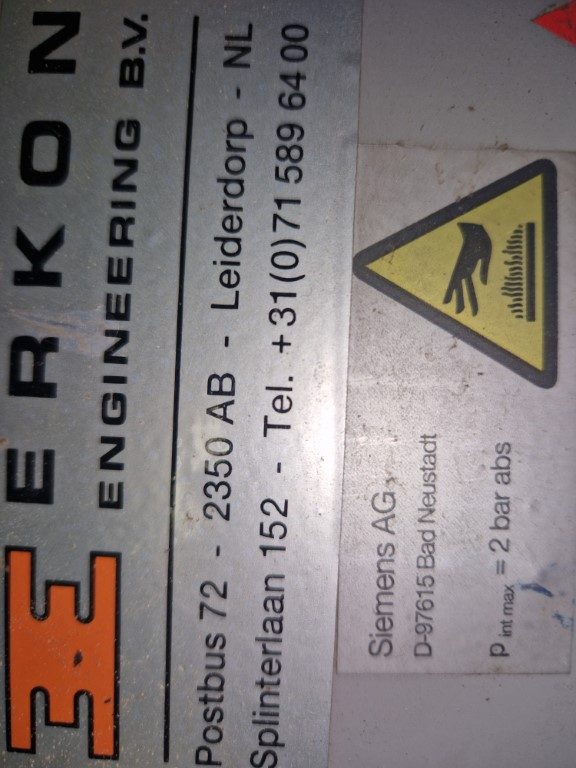 ERKON
ENGINEERING B.V.
Postbus 72 - 2350 AB - Leiderdorp - NL
Splinterlaan 152 - Tel. +31(0)71 589 64 00
Siemens AG
D-97615 Bad Neustadt
p int max = 2 bar abs